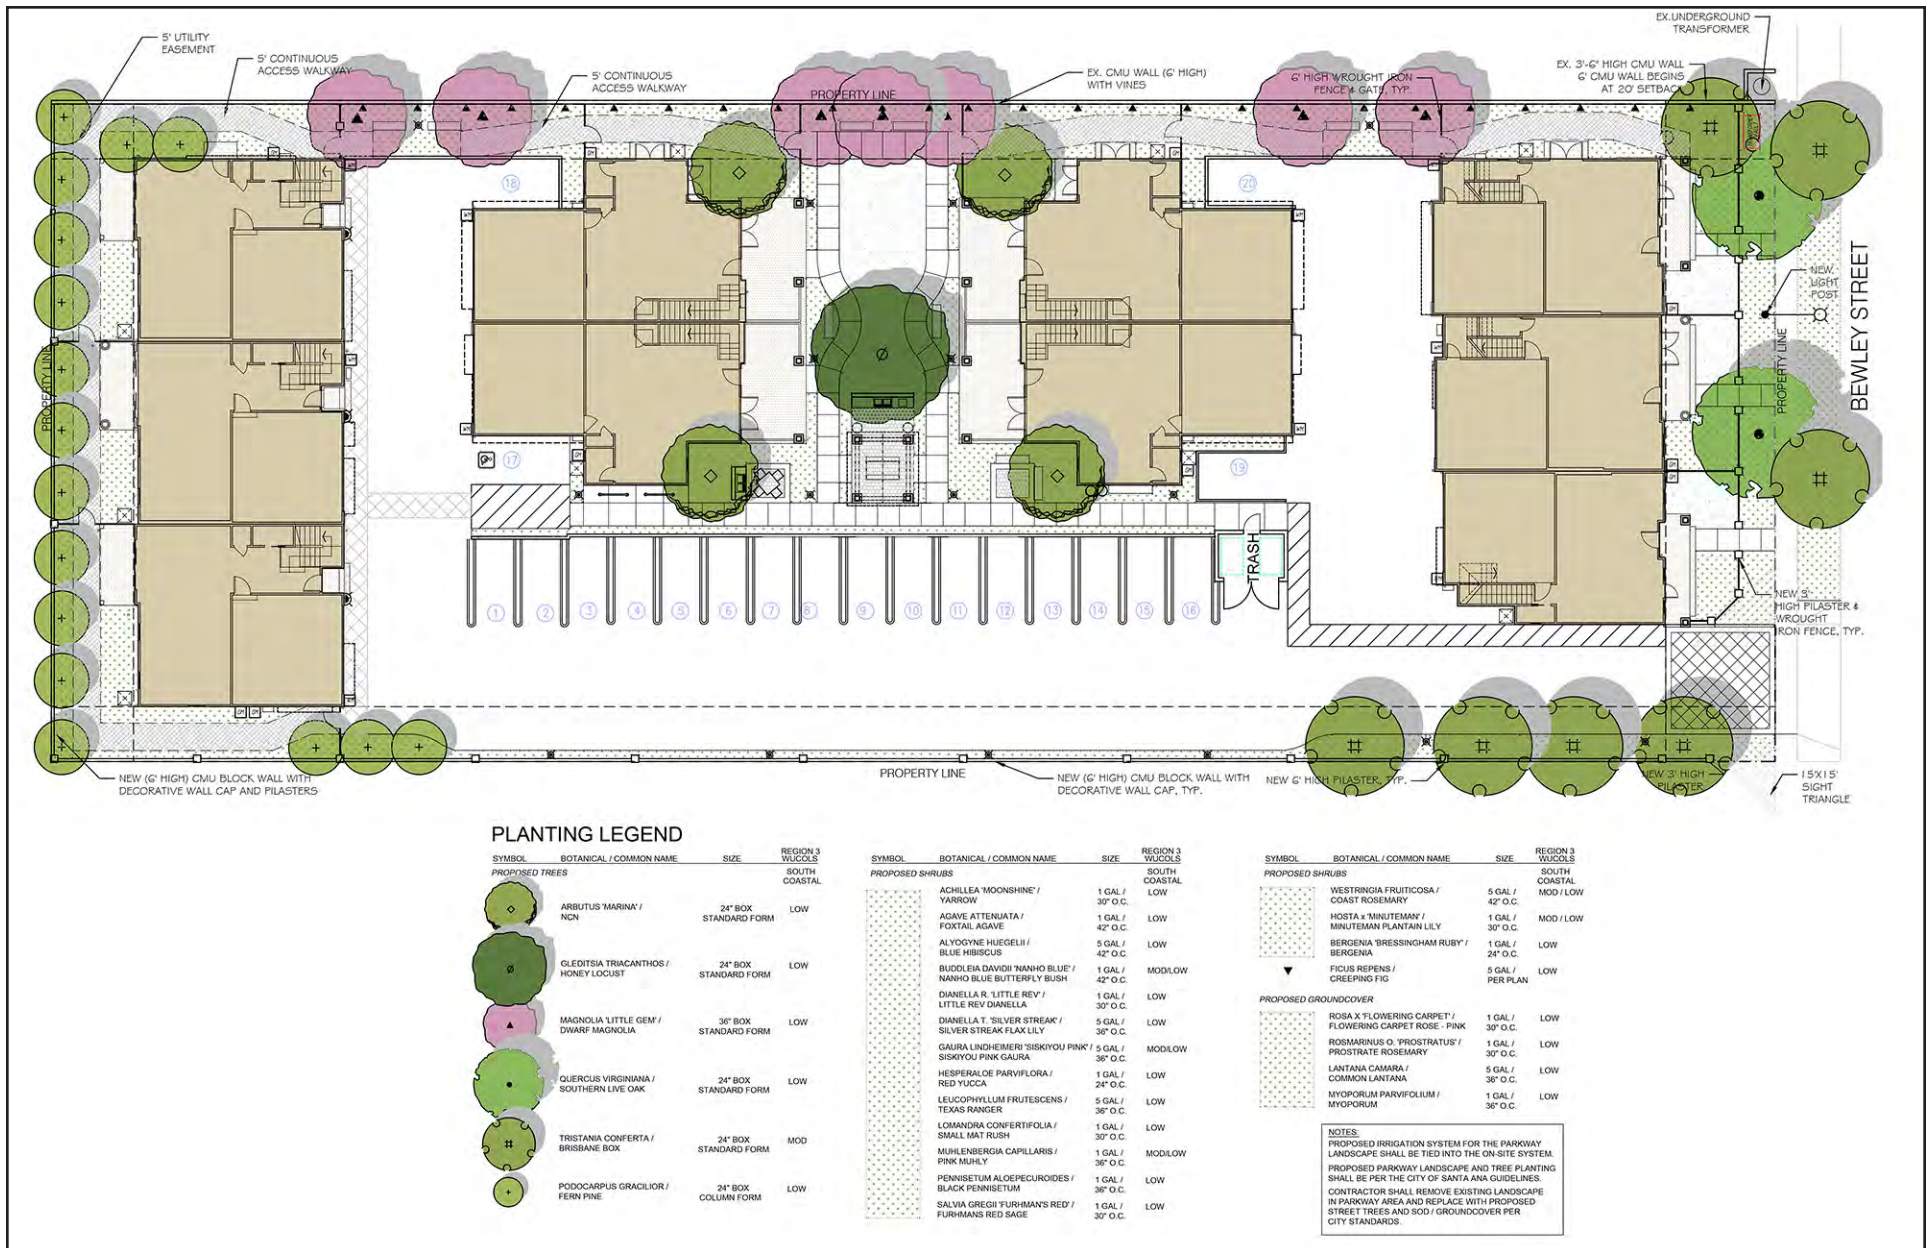 5' UTILITY
EASEMENT
5' CONTINUOUS
ACCESS WALKWAY
5' CONTINUOUS
ACCESS WALKWAY
PROPERTY LINE
EX. CMU WALL (6' HIGH)
WITH VINES
6' HIGH WROUGHT IRON
FENCE & GATE, TYP.
EX. 3'-6" HIGH CMU WALL
6' CMU WALL BEGINS
AT 20' SETBACK
EX.UNDERGROUND
TRANSFORMER
18
20
17
19
PROPERTY LINE
NEW
LIGHT
POST
PROPERTY LINE
BEWLEY STREET
TRASH
1
2
3
4
5
6
7
8
9
10
11
12
13
14
15
16
NEW 3'
HIGH PILASTER &
WROUGHT
IRON FENCE, TYP.
NEW (6' HIGH) CMU BLOCK WALL WITH
DECORATIVE WALL CAP AND PILASTERS
PROPERTY LINE
NEW (6' HIGH) CMU BLOCK WALL WITH
DECORATIVE WALL CAP, TYP.
NEW 6' HIGH PILASTER, TYP.
NEW 3' HIGH
PILASTER
15'X15'
SIGHT
TRIANGLE
PLANTING LEGEND
SYMBOL BOTANICAL / COMMON NAME SIZE REGION 3
WUCOLS
PROPOSED TREES SOUTH
COASTAL
ARBUTUS 'MARINA' /
NCN
24" BOX
STANDARD FORM
LOW
GLEDITSIA TRIACANTHOS /
HONEY LOCUST
24" BOX
STANDARD FORM
LOW
MAGNOLIA 'LITTLE GEM' /
DWARF MAGNOLIA
36" BOX
STANDARD FORM
LOW
QUERCUS VIRGINIANA /
SOUTHERN LIVE OAK
24" BOX
STANDARD FORM
LOW
TRISTANIA CONFERTA /
BRISBANE BOX
24" BOX
STANDARD FORM
MOD
PODOCARPUS GRACILIOR /
FERN PINE
24" BOX
COLUMN FORM
LOW
SYMBOL BOTANICAL / COMMON NAME SIZE REGION 3
WUCOLS
PROPOSED SHRUBS SOUTH
COASTAL
ACHILLEA 'MOONSHINE' /
YARROW
1 GAL /
30" O.C.
LOW
AGAVE ATTENUATA /
FOXTAIL AGAVE
1 GAL /
42" O.C.
LOW
ALYOGYNE HUEGELII /
BLUE HIBISCUS
5 GAL /
42" O.C.
LOW
BUDDLEIA DAVIDII 'NANHO BLUE' /
NANHO BLUE BUTTERFLY BUSH
1 GAL /
42" O.C.
MOD/LOW
DIANELLA R. 'LITTLE REV' /
LITTLE REV DIANELLA
1 GAL /
30" O.C.
LOW
DIANELLA T. 'SILVER STREAK' /
SILVER STREAK FLAX LILY
5 GAL /
36" O.C.
LOW
GAURA LINDHEIMERI 'SISKIYOU PINK' /
SISKIYOU PINK GAURA
5 GAL /
36" O.C.
MOD/LOW
HESPERALOE PARVIFLORA /
RED YUCCA
1 GAL /
24" O.C.
LOW
LEUCOPHYLLUM FRUTESCENS /
TEXAS RANGER
5 GAL /
36" O.C.
LOW
LOMANDRA CONFERTIFOLIA /
SMALL MAT RUSH
1 GAL /
30" O.C.
LOW
MUHLENBERGIA CAPILLARIS /
PINK MUHLY
1 GAL /
36" O.C.
MOD/LOW
PENNISETUM ALOEPECUROIDES /
BLACK PENNISETUM
1 GAL /
36" O.C.
LOW
SALVIA GREGII 'FURHMAN'S RED' /
FURHMANS RED SAGE
1 GAL /
30" O.C.
LOW
SYMBOL BOTANICAL / COMMON NAME SIZE REGION 3
WUCOLS
PROPOSED SHRUBS SOUTH
COASTAL
WESTRINGIA FRUITICOSA /
COAST ROSEMARY
5 GAL /
42" O.C.
MOD / LOW
HOSTA x 'MINUTEMAN' /
MINUTEMAN PLANTAIN LILY
1 GAL /
30" O.C.
MOD / LOW
BERGENIA 'BRESSINGHAM RUBY' /
BERGENIA
1 GAL /
24" O.C.
LOW
FICUS REPENS /
CREEPING FIG
5 GAL /
PER PLAN
LOW
PROPOSED GROUNDCOVER
ROSA X 'FLOWERING CARPET' /
FLOWERING CARPET ROSE - PINK
1 GAL /
30" O.C.
LOW
ROSMARINUS O. 'PROSTRATUS' /
PROSTRATE ROSEMARY
1 GAL /
30" O.C.
LOW
LANTANA CAMARA /
COMMON LANTANA
5 GAL /
36" O.C.
LOW
MYOPORUM PARVIFOLIUM /
MYOPORUM
1 GAL /
36" O.C.
LOW
NOTES:
PROPOSED IRRIGATION SYSTEM FOR THE PARKWAY
LANDSCAPE SHALL BE TIED INTO THE ON-SITE SYSTEM.
PROPOSED PARKWAY LANDSCAPE AND TREE PLANTING
SHALL BE PER THE CITY OF SANTA ANA GUIDELINES.
CONTRACTOR SHALL REMOVE EXISTING LANDSCAPE
IN PARKWAY AREA AND REPLACE WITH PROPOSED
STREET TREES AND SOD / GROUNDCOVER PER
CITY STANDARDS.